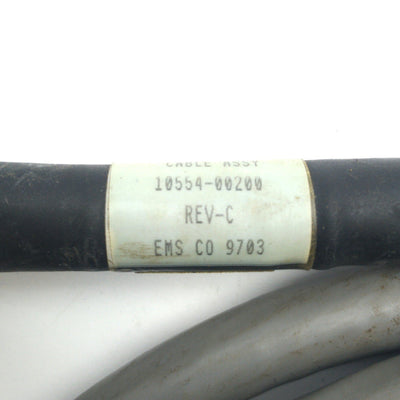 CABLE ASSY
10554-00200
REV-C
EMS CO 9703